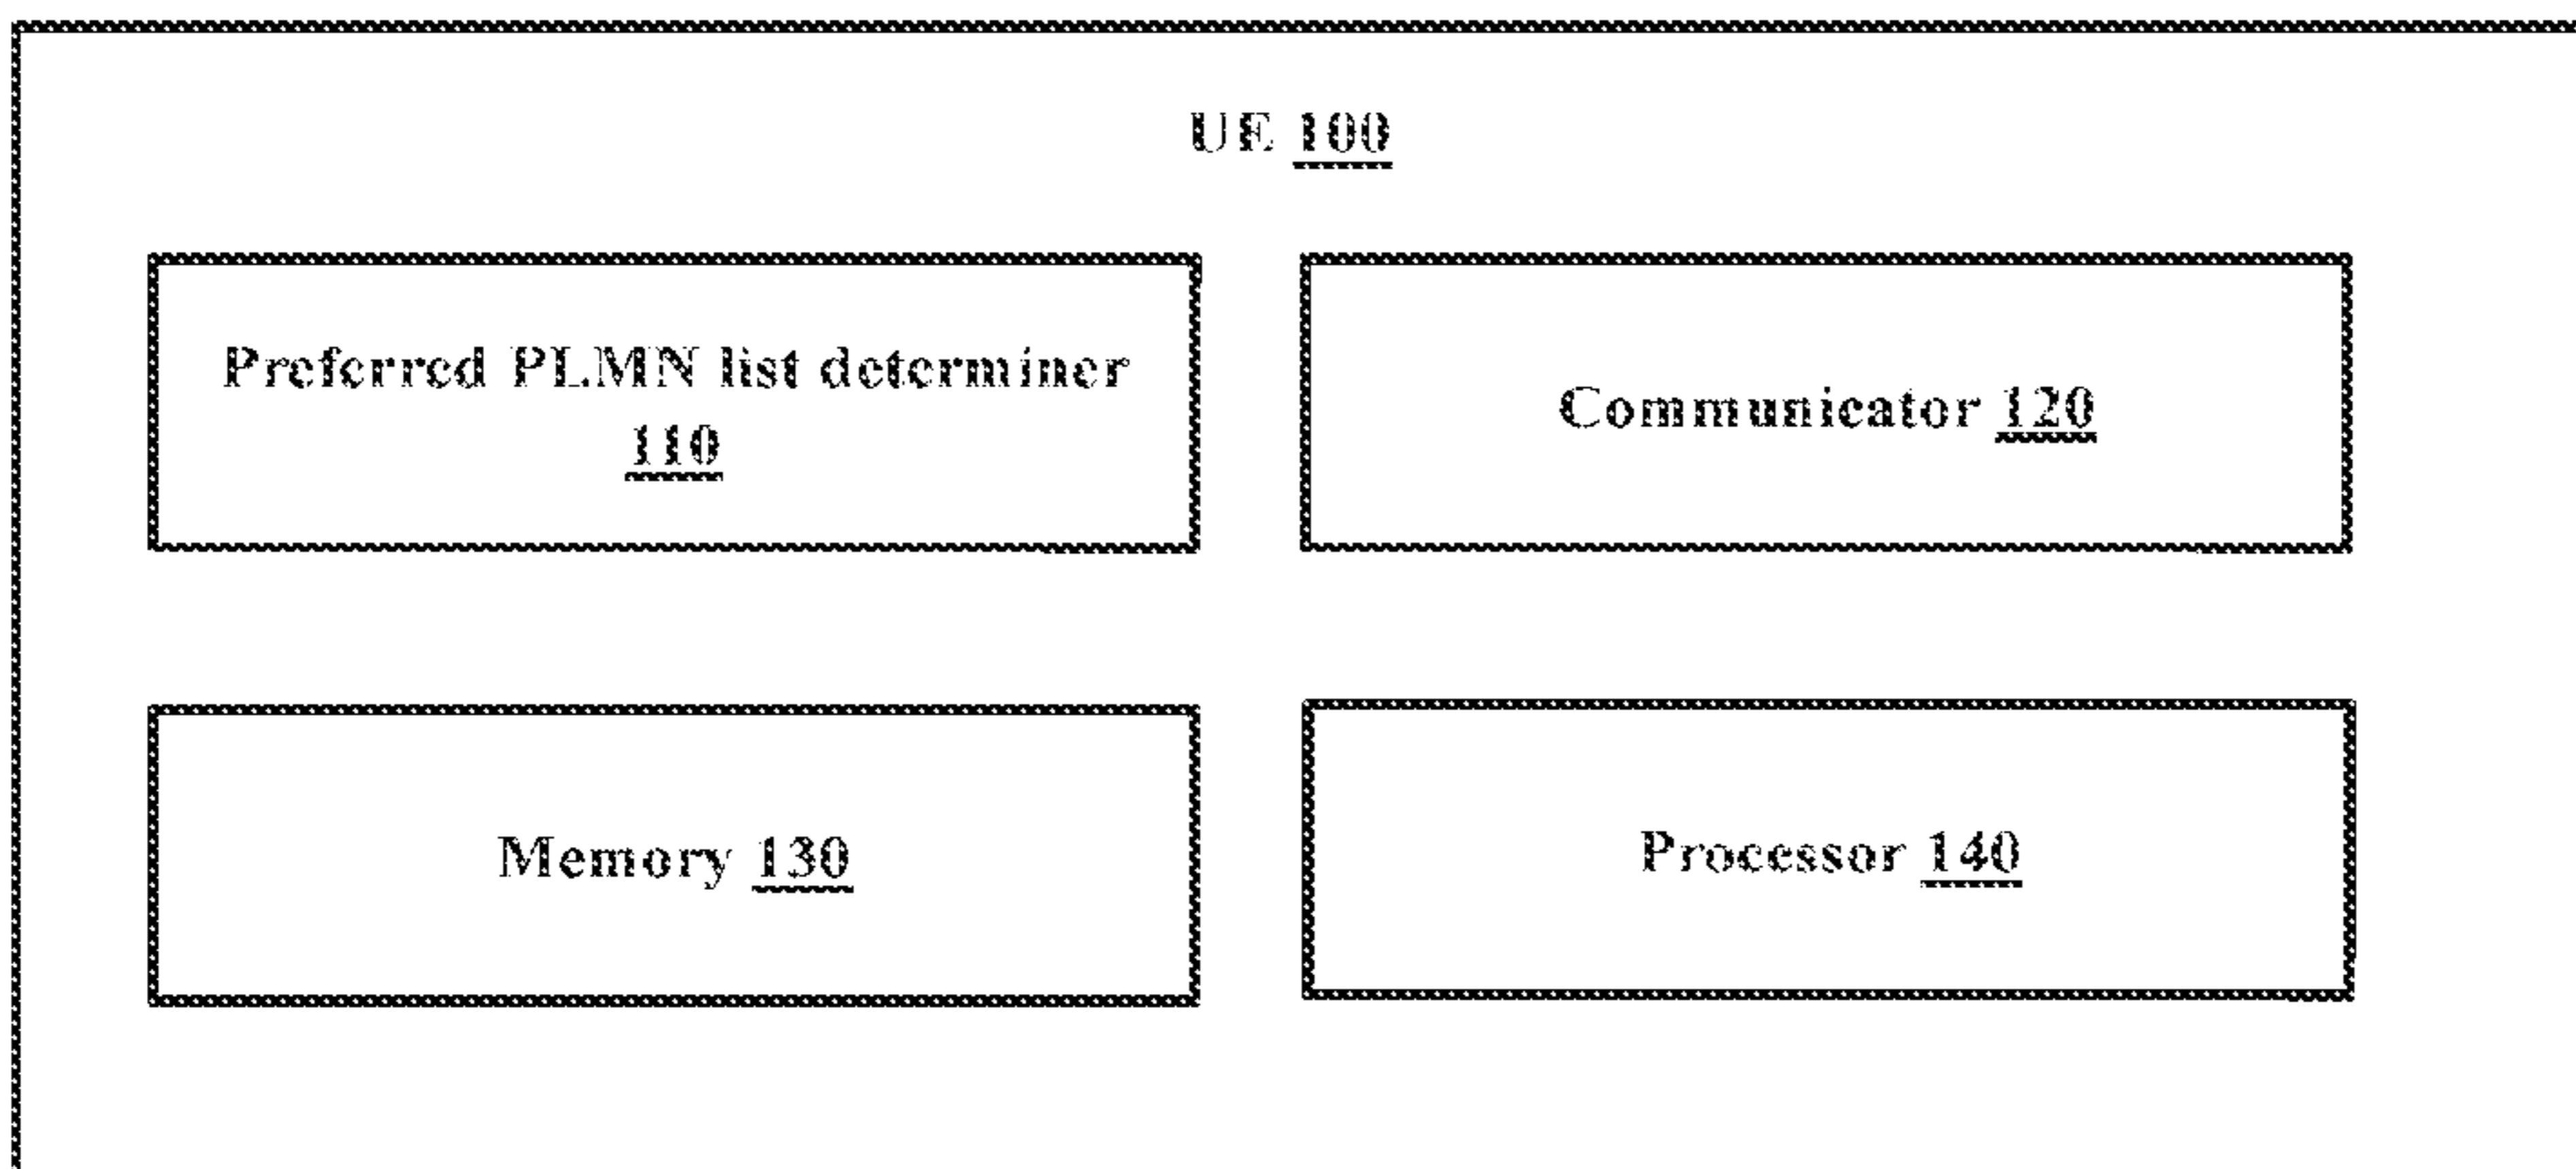 UE 100
Preferred PLMN list determiner
110
Communicator 120
Memory 130
Processor 140